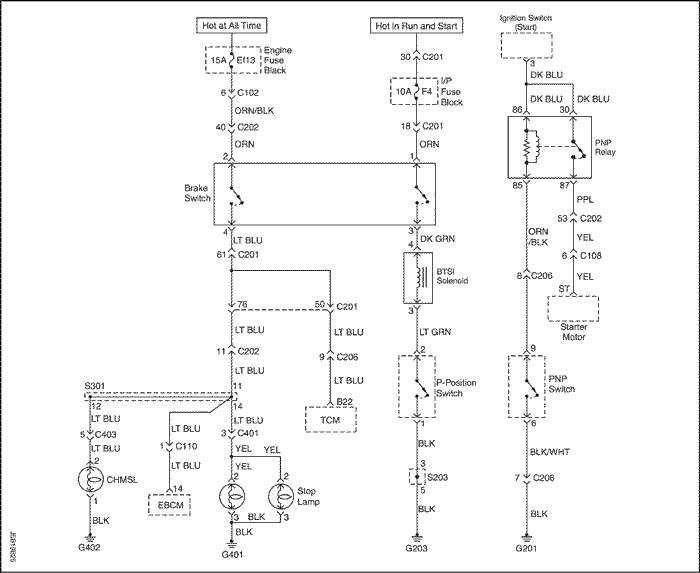 Hot at All Time
Hot In Run and Start
Ignition Switch
(Start)
15A Ef13
Engine
Fuse
Black
30 C201
3
DK BLU
I/P
Fuse
Block
10A F4
6 C102
ORN/BLK
DK BLU DK BLU
86 30
40 C202
18 C201
ORN
ORN
PNP
Relay
2
1
Brake
Switch
85 87
PPL
4
3
53 C202
LT BLU
DK GRN
ORN
/BLK
YEL
61 C201
4
6 C108
BTSI
Solenoid
8 C206
YEL
ST
76
50 C201
3
Starter
Motor
LT BLU
LT BLU
LT GRN
11 C202
9 C206
2
9
LT BLU
LT BLU
P-Position
Switch
PNP
Switch
S301
11
12
14
B22
TCM
LT BLU
LT BLU
LT BLU
1
6
5 C403
1 C110
3 C401
BLK
BLK/WHT
LT BLU
LT BLU
YEL
YEL
YEL
3
S203
5
7 C206
2
CHMSL
1
14
EBCM
2
2
Stop
Lamp
3
3
BLK
BLK
BLK
BLK
BLK
BLK
G402
G401
G203
G201